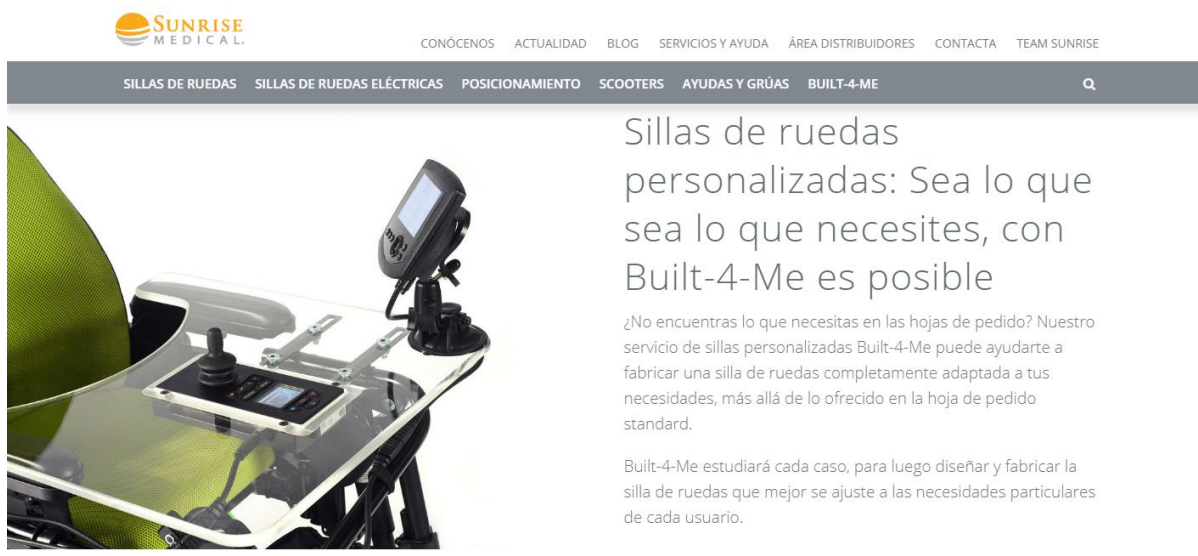 SUNRISE
MEDICAL.
CONÓCENOS ACTUALIDAD BLOG SERVICIOS Y AYUDA ÁREA DISTRIBUIDORES CONTACTA TEAM SUNRISE
SILLAS DE RUEDAS SILLAS DE RUEDAS ELÉCTRICAS POSICIONAMIENTO SCOOTERS AYUDAS Y GRÚAS BUILT-4-ME
Sillas de ruedas
personalizadas: Sea lo que
sea lo que necesites, con
Built-4-Me es posible
¿No encuentras lo que necesitas en las hojas de pedido? Nuestro
servicio de sillas personalizadas Built-4-Me puede ayudarte a
fabricar una silla de ruedas completamente adaptada a tus
necesidades, más allá de lo ofrecido en la hoja de pedido
standard.
Built-4-Me estudiará cada caso, para luego diseñar y fabricar la
silla de ruedas que mejor se ajuste a las necesidades particulares
de cada usuario.